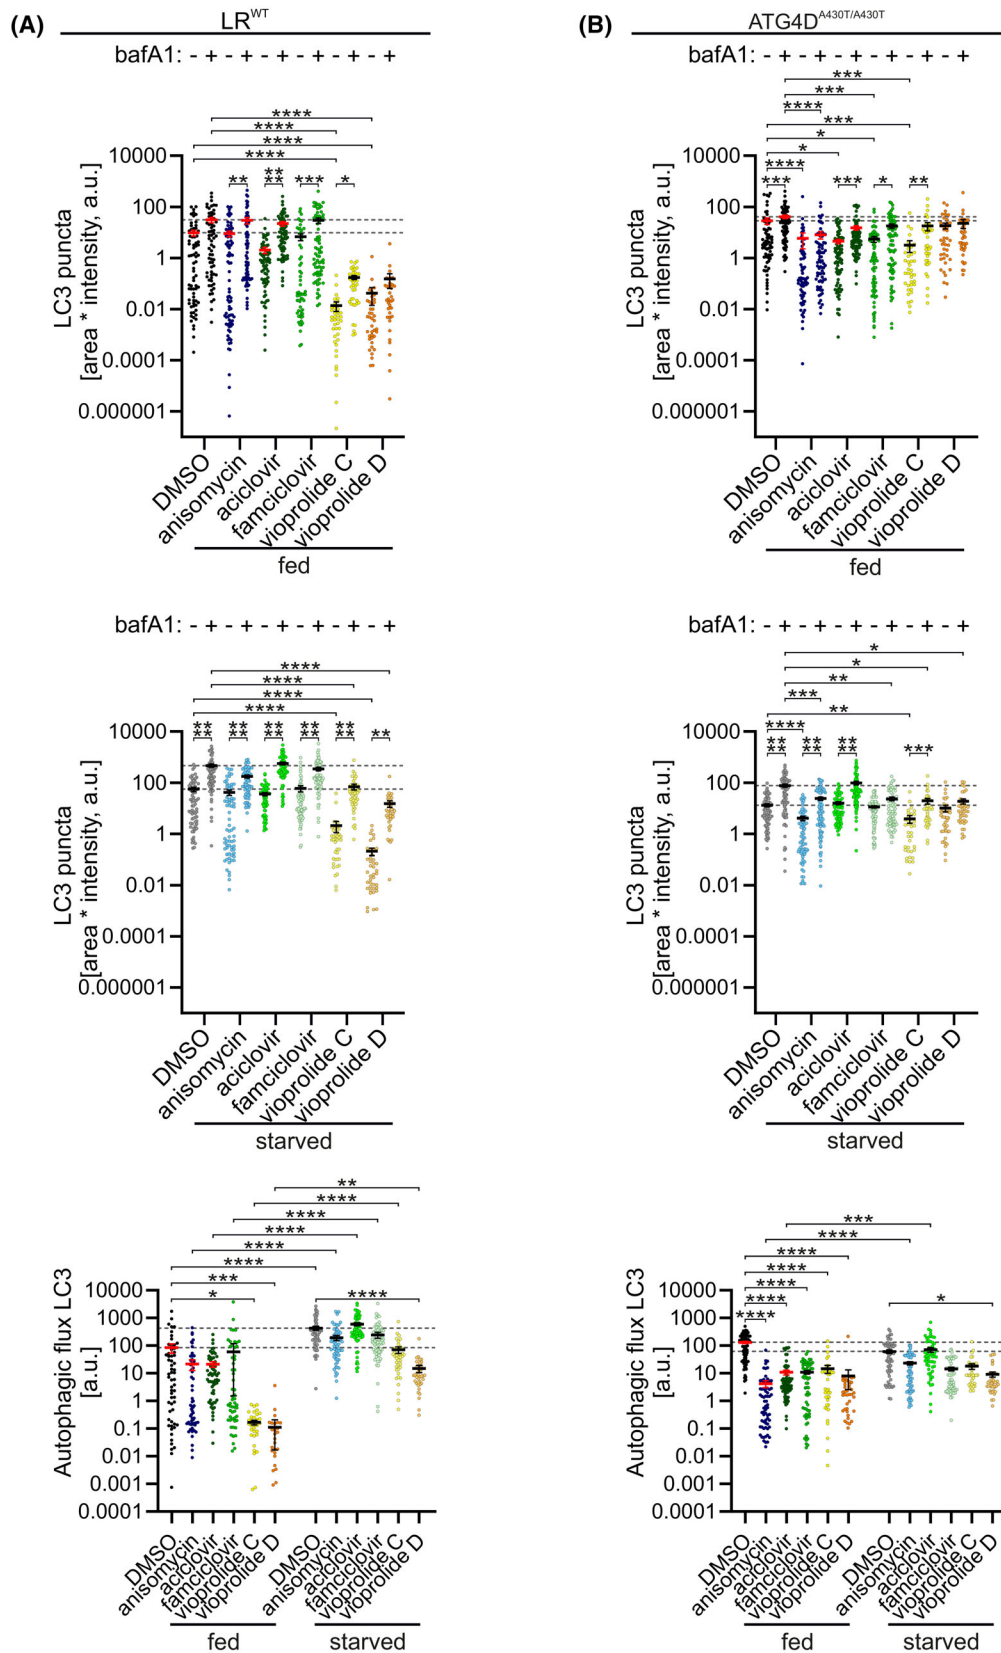 (A) LR^WT
(B) ATG4D^A430T/A430T
bafA1: - + - + - + - + - + - +
bafA1: - + - + - + - + - + - +
****
****
****
****
** **** *** *
***
***
****
***
*
*
****
*** *** * **
LC3 puncta
[area * intensity, a.u.]
10000
100
1
0.01
0.0001
0.000001
DMSO
anisomycin
aciclovir
famciclovir
vioprolide C
vioprolide D
fed
LC3 puncta
[area * intensity, a.u.]
10000
100
1
0.01
0.0001
0.000001
DMSO
anisomycin
aciclovir
famciclovir
vioprolide C
vioprolide D
fed
bafA1: - + - + - + - + - + - +
bafA1: - + - + - + - + - + - +
****
****
****
****
**** **** **** **** **** **
*
*
**
***
**
****
**** **** **** ***
LC3 puncta
[area * intensity, a.u.]
10000
100
1
0.01
0.0001
0.000001
DMSO
anisomycin
aciclovir
famciclovir
vioprolide C
vioprolide D
starved
LC3 puncta
[area * intensity, a.u.]
10000
100
1
0.01
0.0001
0.000001
DMSO
anisomycin
aciclovir
famciclovir
vioprolide C
vioprolide D
starved
**
****
****
****
****
****
***
* ****
***
****
****
****
****
****
*
Autophagic flux LC3
[a.u.]
10000
1000
100
10
1
0.1
0.01
0.001
0.0001
DMSO
anisomycin
aciclovir
famciclovir
vioprolide C
vioprolide D
DMSO
anisomycin
aciclovir
famciclovir
vioprolide C
vioprolide D
fed starved
Autophagic flux LC3
[a.u.]
10000
1000
100
10
1
0.1
0.01
0.001
0.0001
DMSO
anisomycin
aciclovir
famciclovir
vioprolide C
vioprolide D
DMSO
anisomycin
aciclovir
famciclovir
vioprolide C
vioprolide D
fed starved